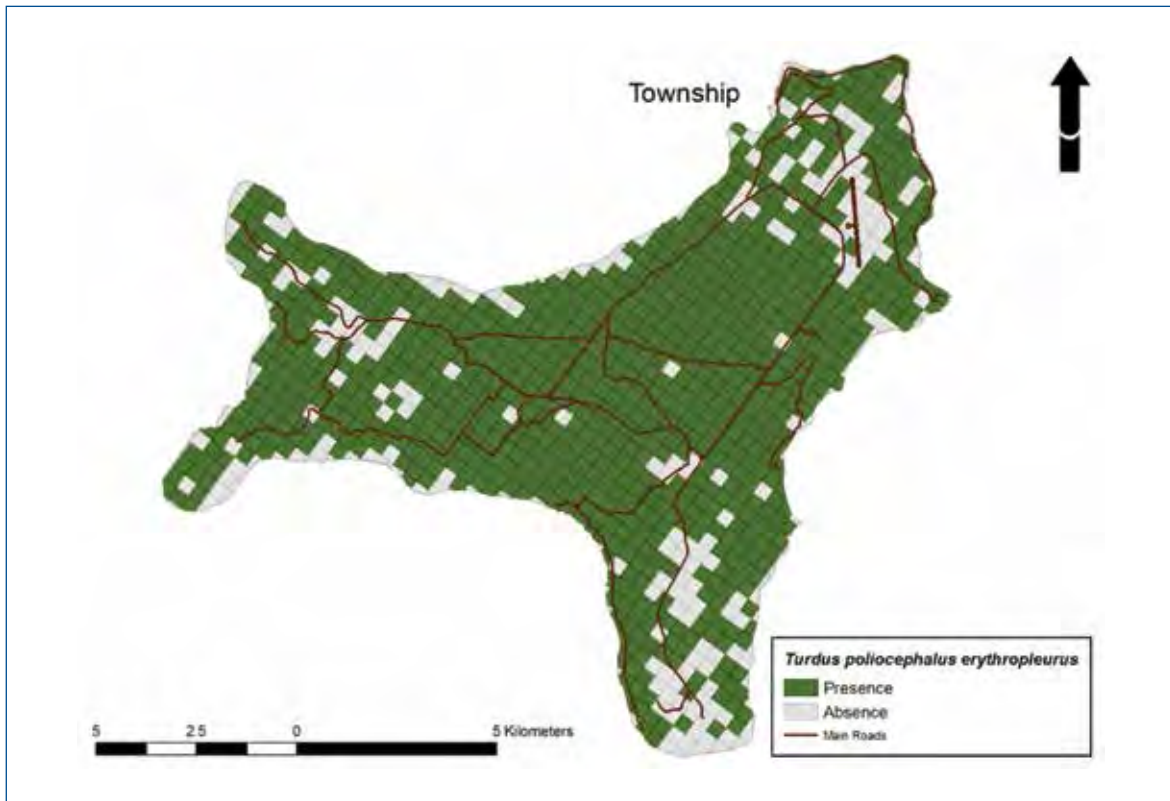 Township
Turdus poliocephalus erythropleurus
Presence
Absence
Main Roads
5 2.5 0 5 Kilometers